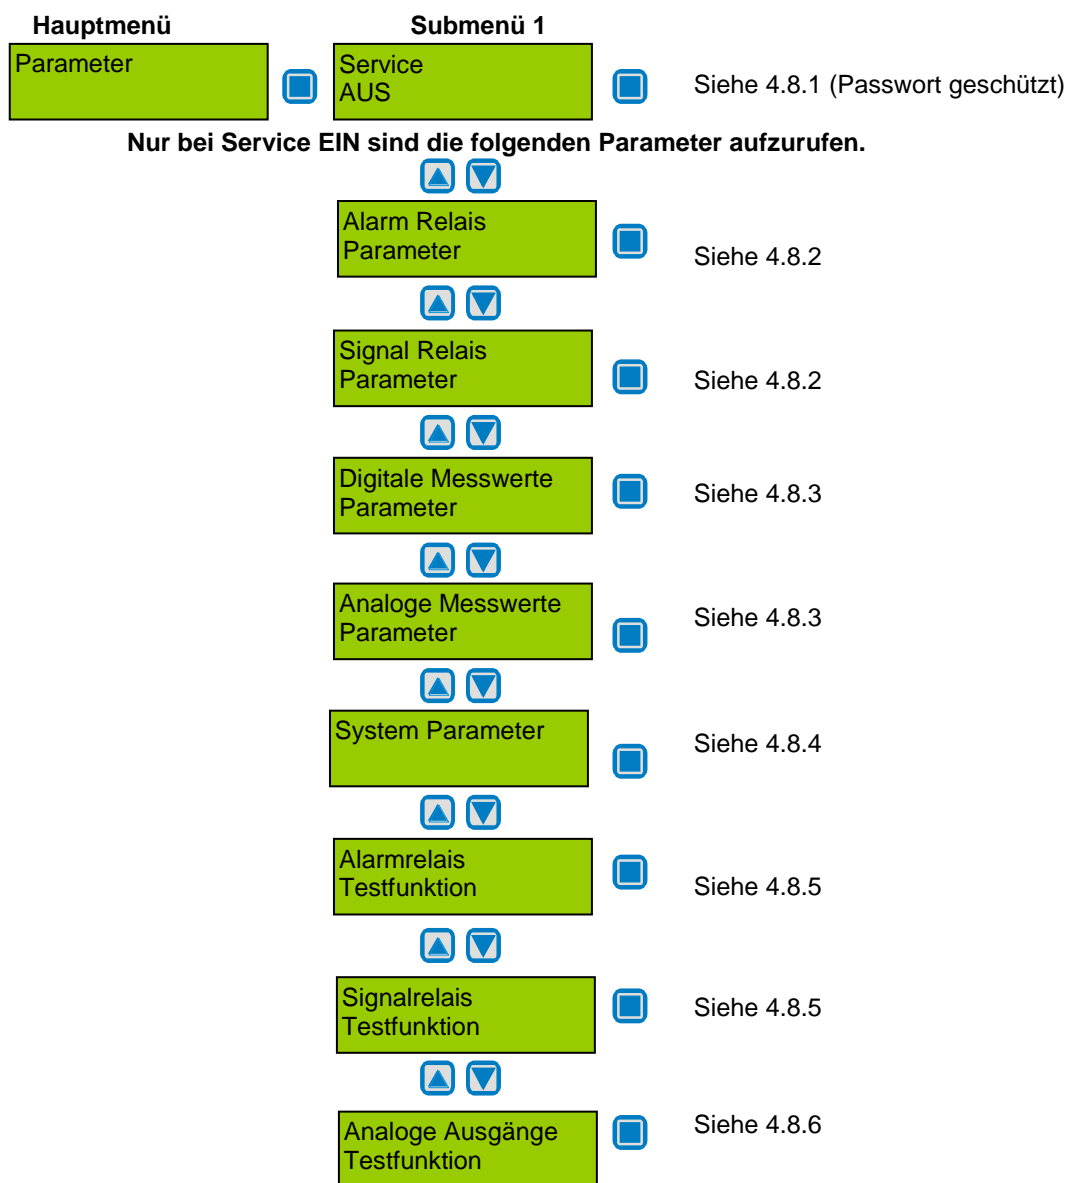 Hauptmenü Submenü 1
Parameter
Service
AUS
Siehe 4.8.1 (Passwort geschützt)
Nur bei Service EIN sind die folgenden Parameter aufzurufen.
Alarm Relais
Parameter
Siehe 4.8.2
Signal Relais
Parameter
Siehe 4.8.2
Digitale Messwerte
Parameter
Siehe 4.8.3
Analoge Messwerte
Parameter
Siehe 4.8.3
System Parameter
Siehe 4.8.4
Alarmrelais
Testfunktion
Siehe 4.8.5
Signalrelais
Testfunktion
Siehe 4.8.5
Analoge Ausgänge
Testfunktion
Siehe 4.8.6